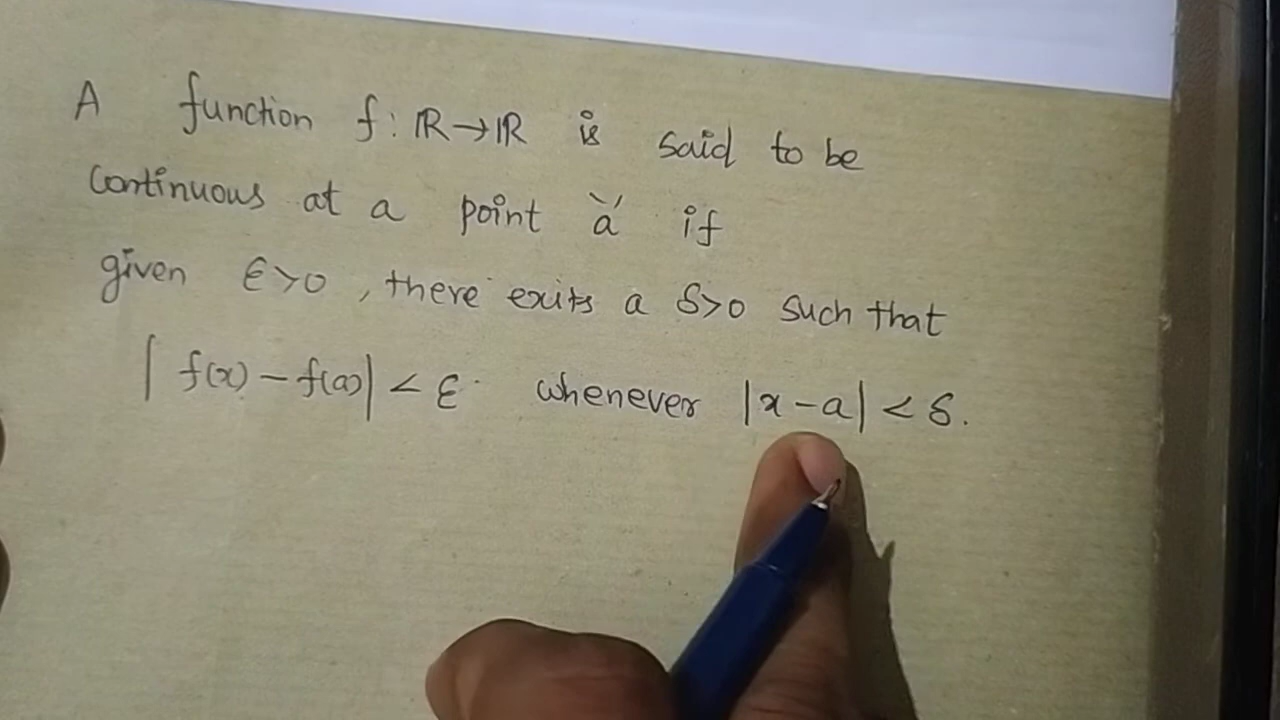 A function f: ℝ→ℝ is said to be
continuous at a point `a' if
given ϵ>0, there exits a δ>0 such that
|f(x) - f(a)| < ε whenever |x-a| < δ.